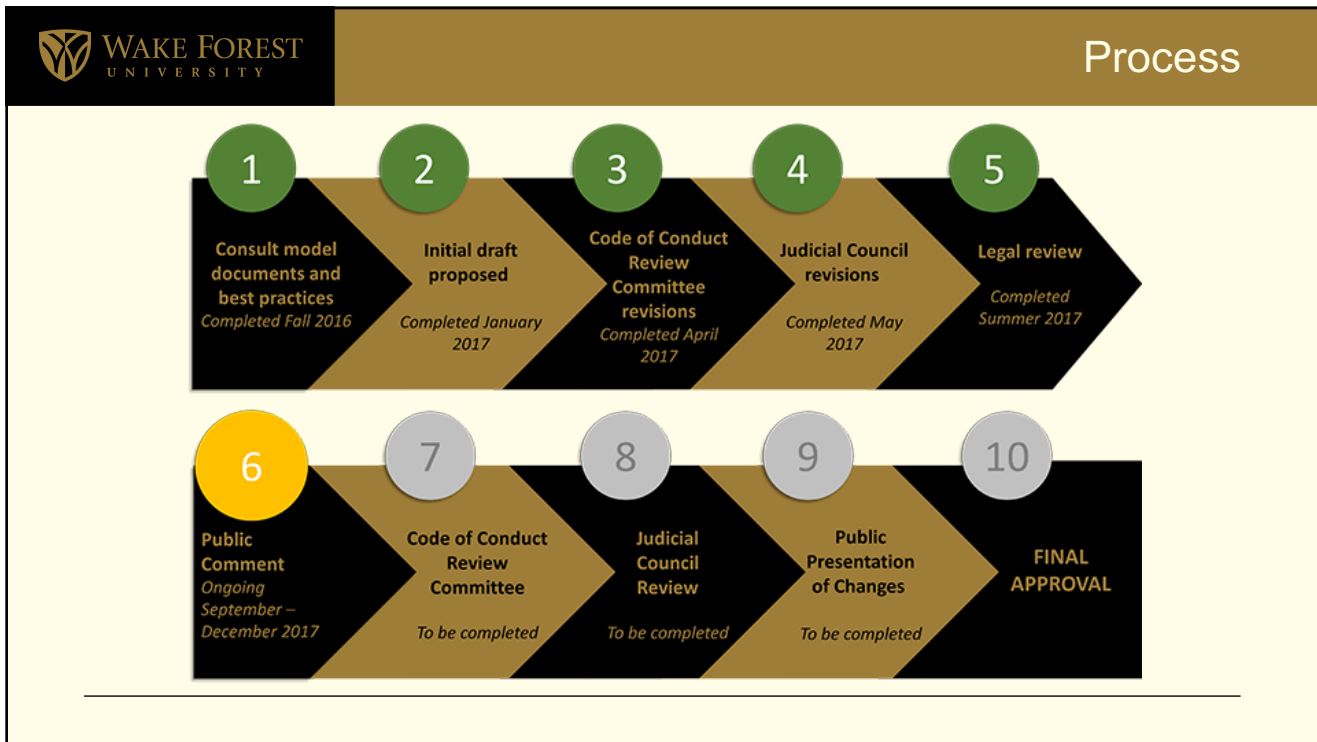 WAKE FOREST
UNIVERSITY
Process
1
Consult model
documents and
best practices
Completed Fall 2016
2
Initial draft
proposed
Completed January
2017
3
Code of Conduct
Review
Committee
revisions
Completed April
2017
4
Judicial Council
revisions
Completed May
2017
5
Legal review
Completed
Summer 2017
6
Public
Comment
Ongoing
September –
December 2017
7
Code of Conduct
Review
Committee
To be completed
8
Judicial
Council
Review
To be completed
9
Public
Presentation
of Changes
To be completed
10
FINAL
APPROVAL